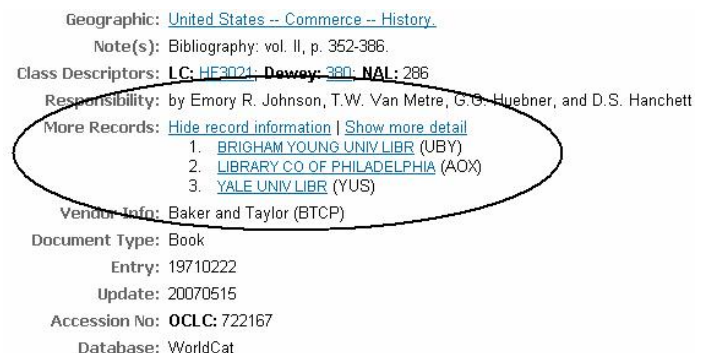 Geographic: United States -- Commerce -- History.
Note(s): Bibliography: vol. II, p. 352-386.
Class Descriptors: LC: HF3021; Dewey: 380; NAL: 286
Responsibility: by Emory R. Johnson, T.W. Van Metre, G.G. Huebner, and D.S. Hanchett
More Records: Hide record information | Show more detail
1. BRIGHAM YOUNG UNIV LIBR (UBY)
2. LIBRARY CO OF PHILADELPHIA (AOX)
3. YALE UNIV LIBR (YUS)
Vendor Info: Baker and Taylor (BTCP)
Document Type: Book
Entry: 19710222
Update: 20070515
Accession No: OCLC: 722167
Database: WorldCat